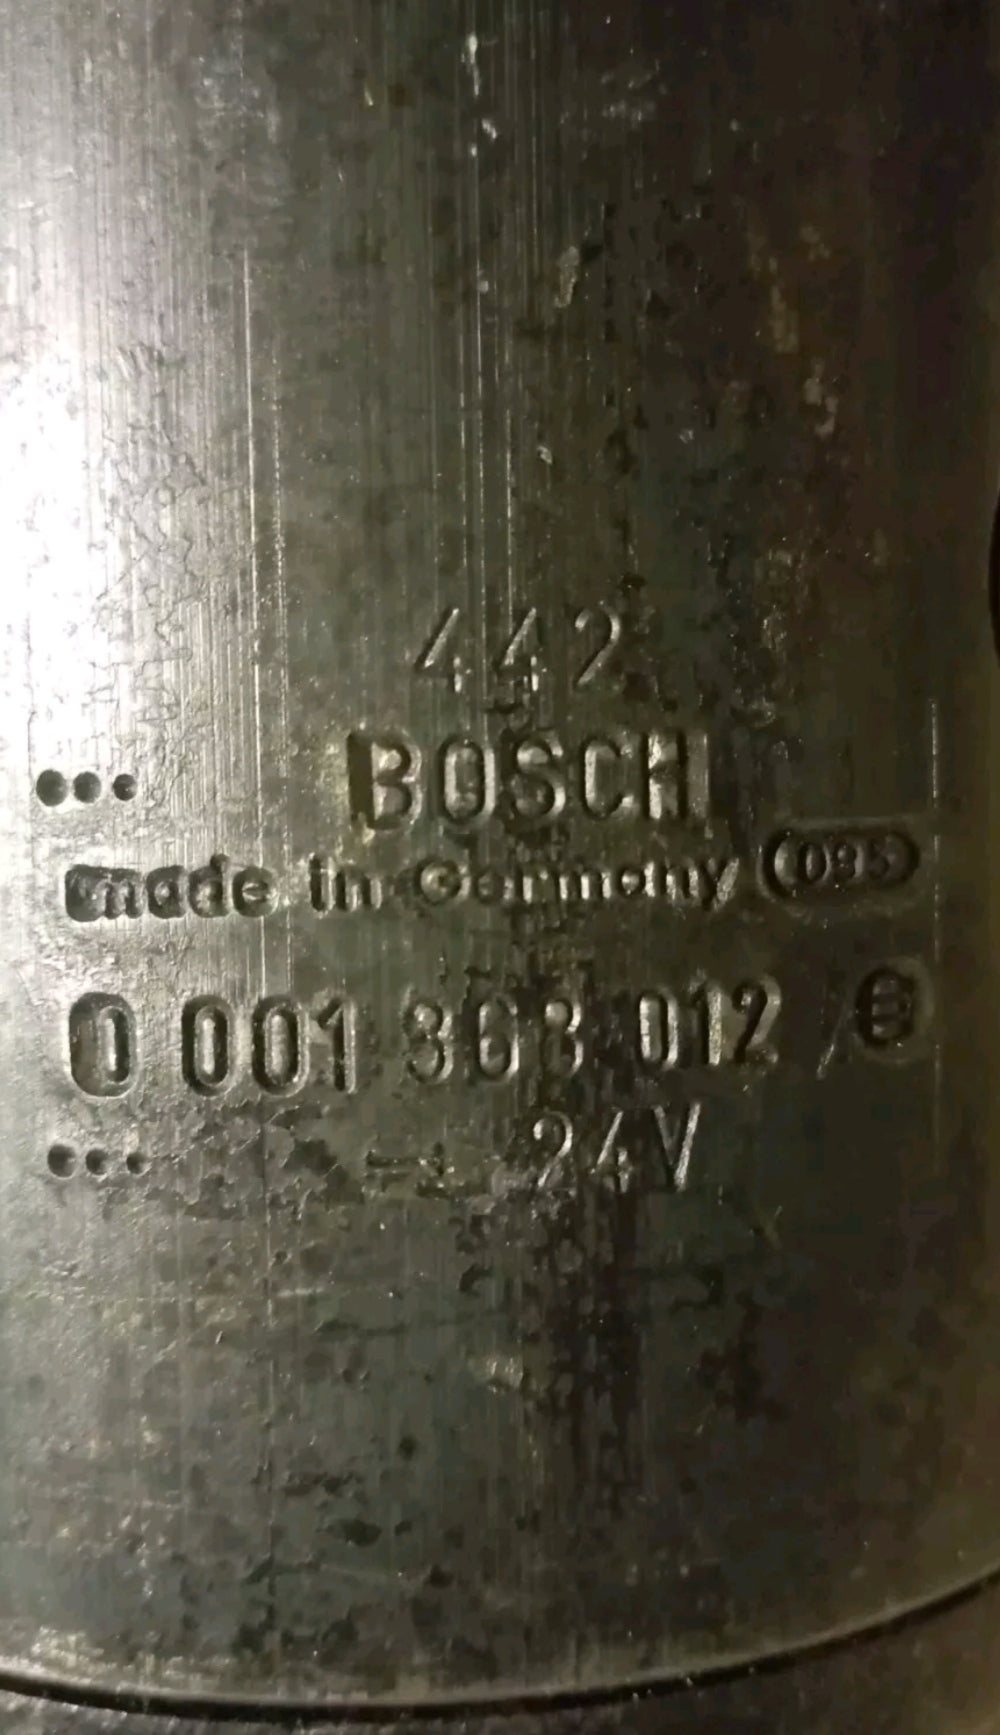 442
BOSCH
made in Germany 095
0 001 368 012
24V